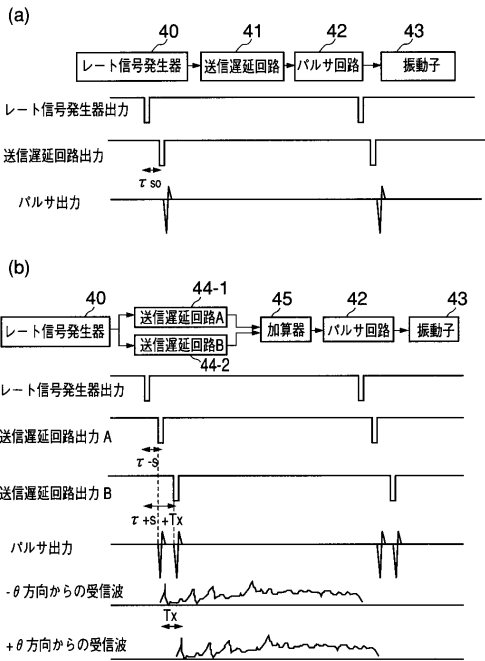 (a)
40
41
42
43
レート信号発生器
送信遅延回路
パルサ回路
振動子
レート信号発生器出力
送信遅延回路出力
τ so
パルサ出力
(b)
44-1
40
45
42
43
送信遅延回路A
レート信号発生器
加算器
パルサ回路
振動子
送信遅延回路B
44-2
レート信号発生器出力
送信遅延回路出力 A
τ -s
送信遅延回路出力 B
τ +s +Tx
パルサ出力
-θ方向からの受信波
Tx
+θ方向からの受信波